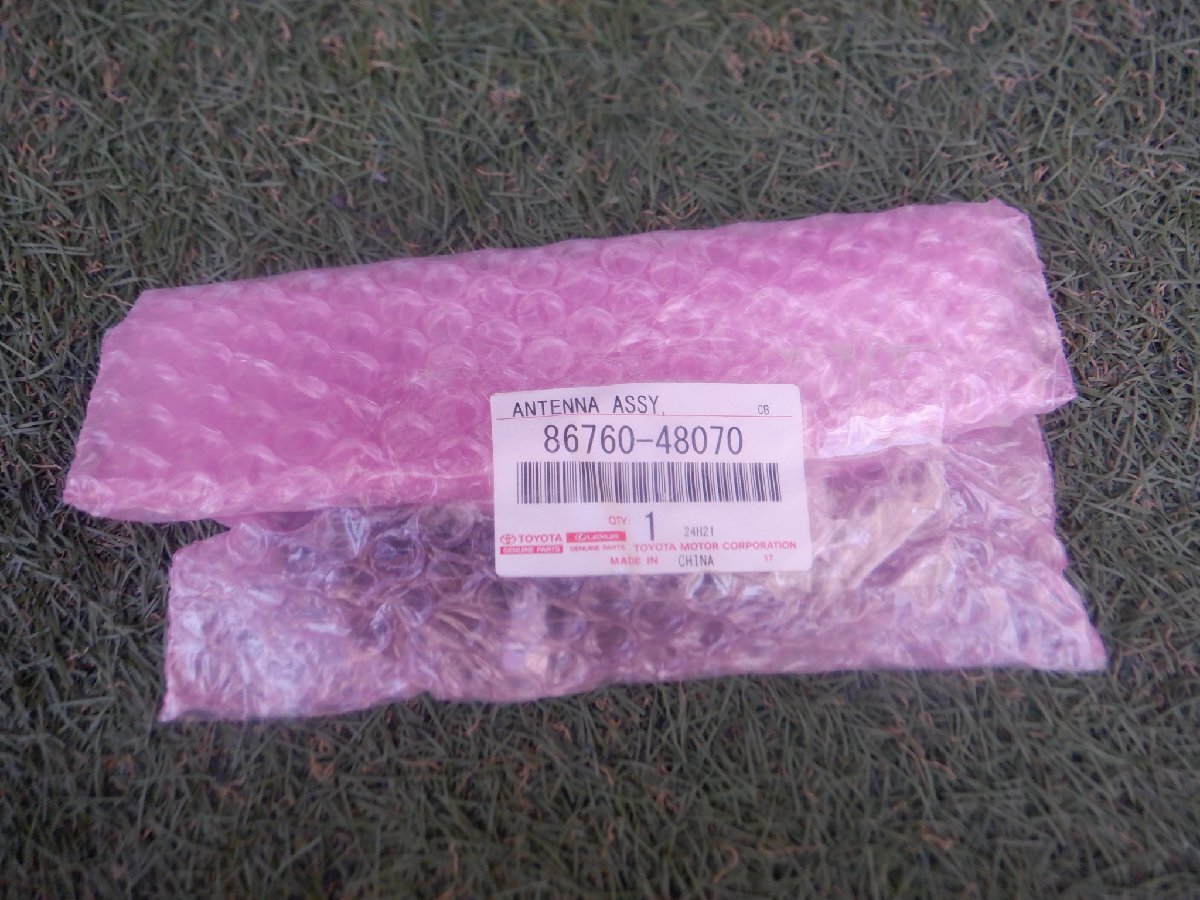 ANTENNA ASSY, CB
86760-48070
QTY: 1 24H21
TOYOTA LEXUS
GENUINE PARTS GENUINE PARTS TOYOTA MOTOR CORPORATION
MADE IN CHINA 17